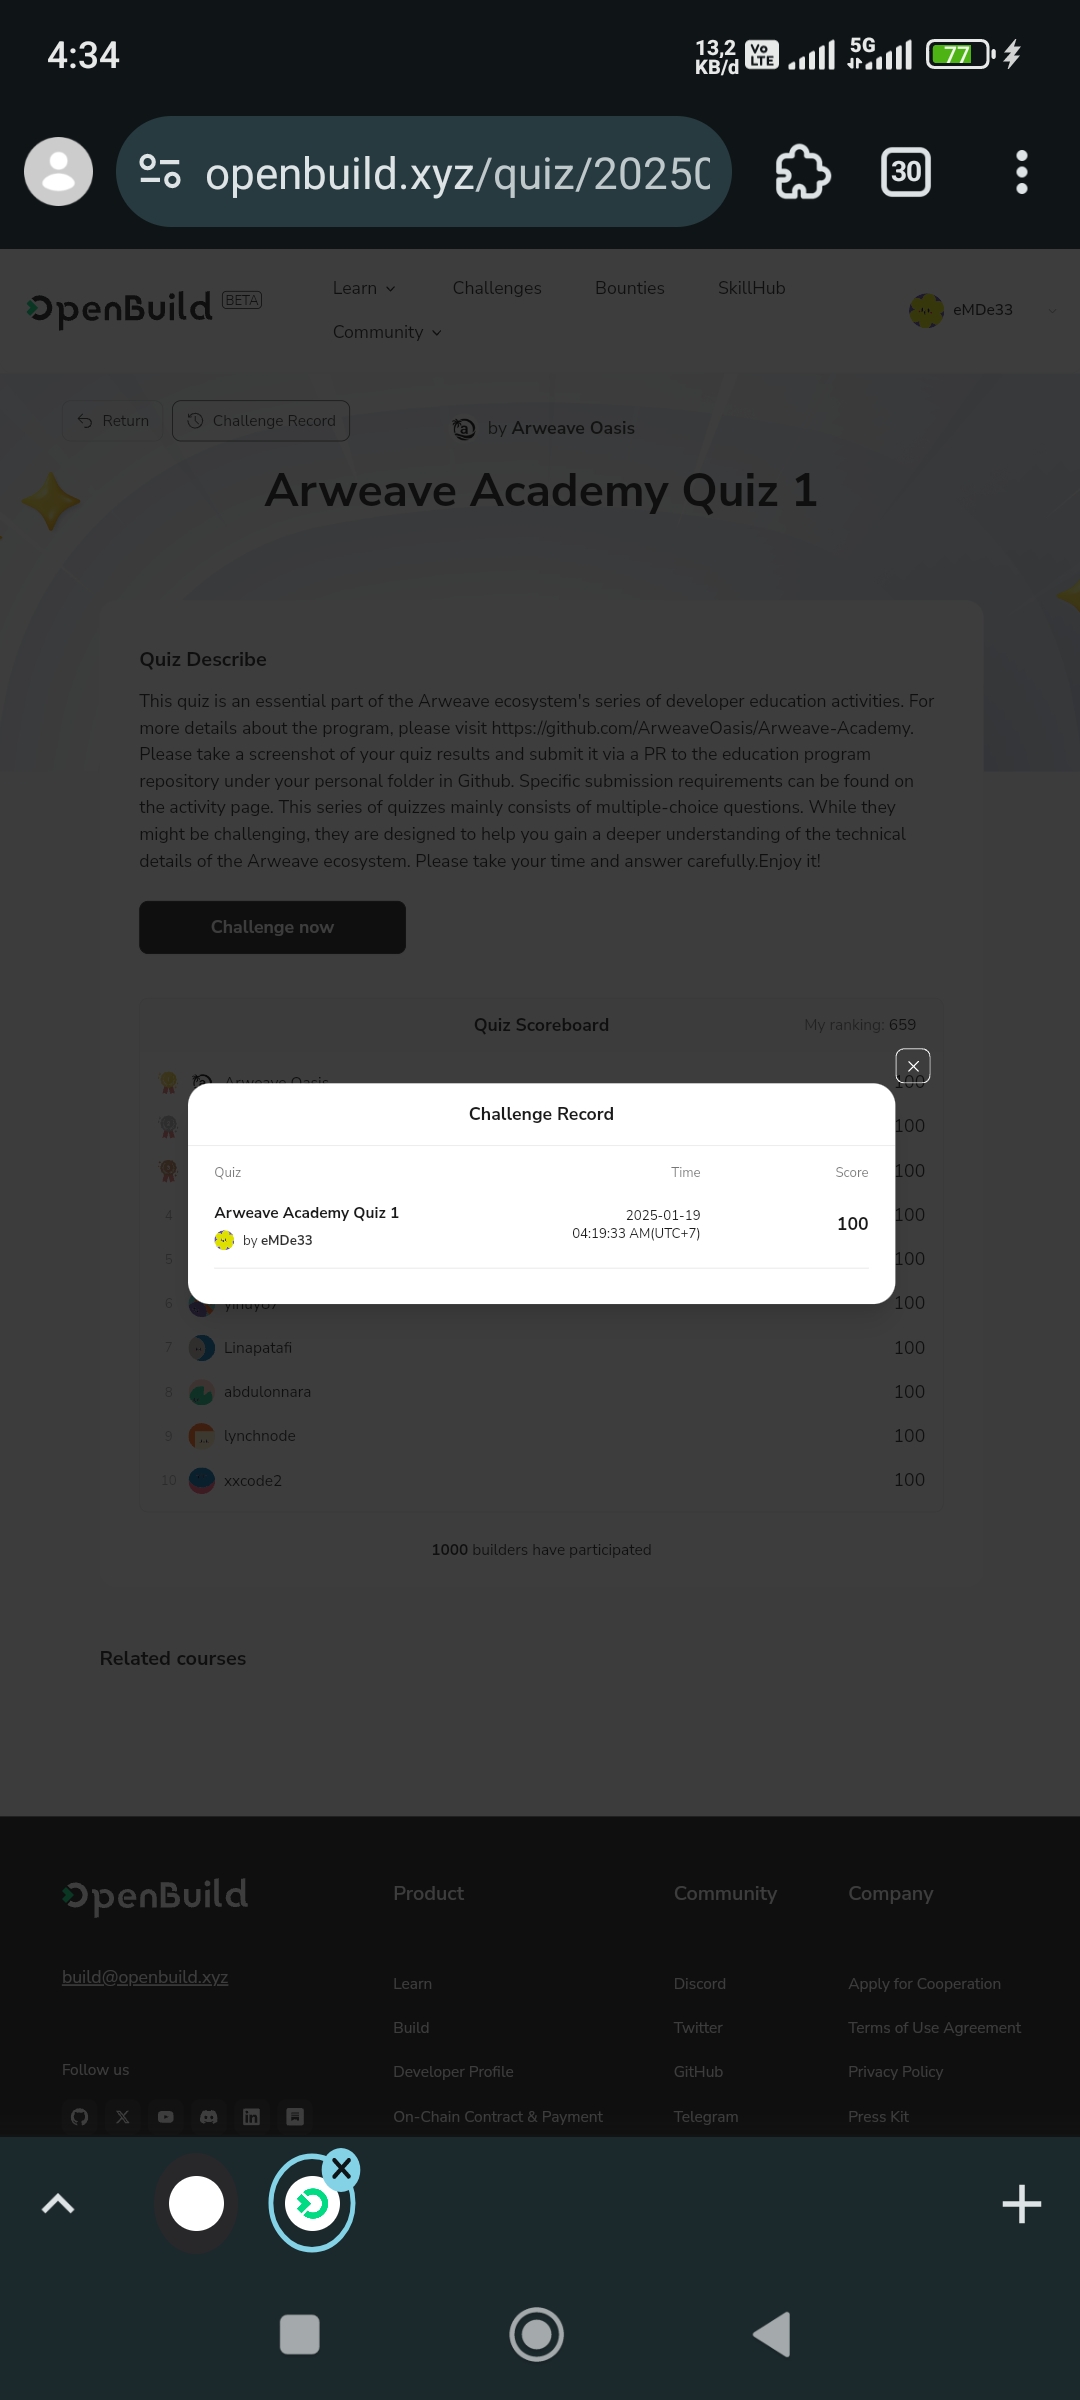 4:34
13,2
KB/d
Vo
LTE
5G
77
openbuild.xyz/quiz/2025
30
OpenBuild BETA
Learn
Challenges
Bounties
SkillHub
Community
eMDe33
Return
Challenge Record
by Arweave Oasis
Arweave Academy Quiz 1
Quiz Describe
This quiz is an essential part of the Arweave ecosystem's series of developer education activities. For
more details about the program, please visit https://github.com/ArweaveOasis/Arweave-Academy.
Please take a screenshot of your quiz results and submit it via a PR to the education program
repository under your personal folder in Github. Specific submission requirements can be found on
the activity page. This series of quizzes mainly consists of multiple-choice questions. While they
might be challenging, they are designed to help you gain a deeper understanding of the technical
details of the Arweave ecosystem. Please take your time and answer carefully.Enjoy it!
Challenge now
Quiz Scoreboard
My ranking: 659
Arweave Oasis 100
100
100
4 100
5 100
Challenge Record
Quiz Time Score
Arweave Academy Quiz 1
by eMDe33
2025-01-19
04:19:33 AM(UTC+7)
100
6 100
7 Linapatafi 100
8 abdulonnara 100
9 lynchnode 100
10 xxcode2 100
1000 builders have participated
Related courses
OpenBuild
build@openbuild.xyz
Follow us
Product
Learn
Build
Developer Profile
On-Chain Contract & Payment
Community
Discord
Twitter
GitHub
Telegram
Company
Apply for Cooperation
Terms of Use Agreement
Privacy Policy
Press Kit